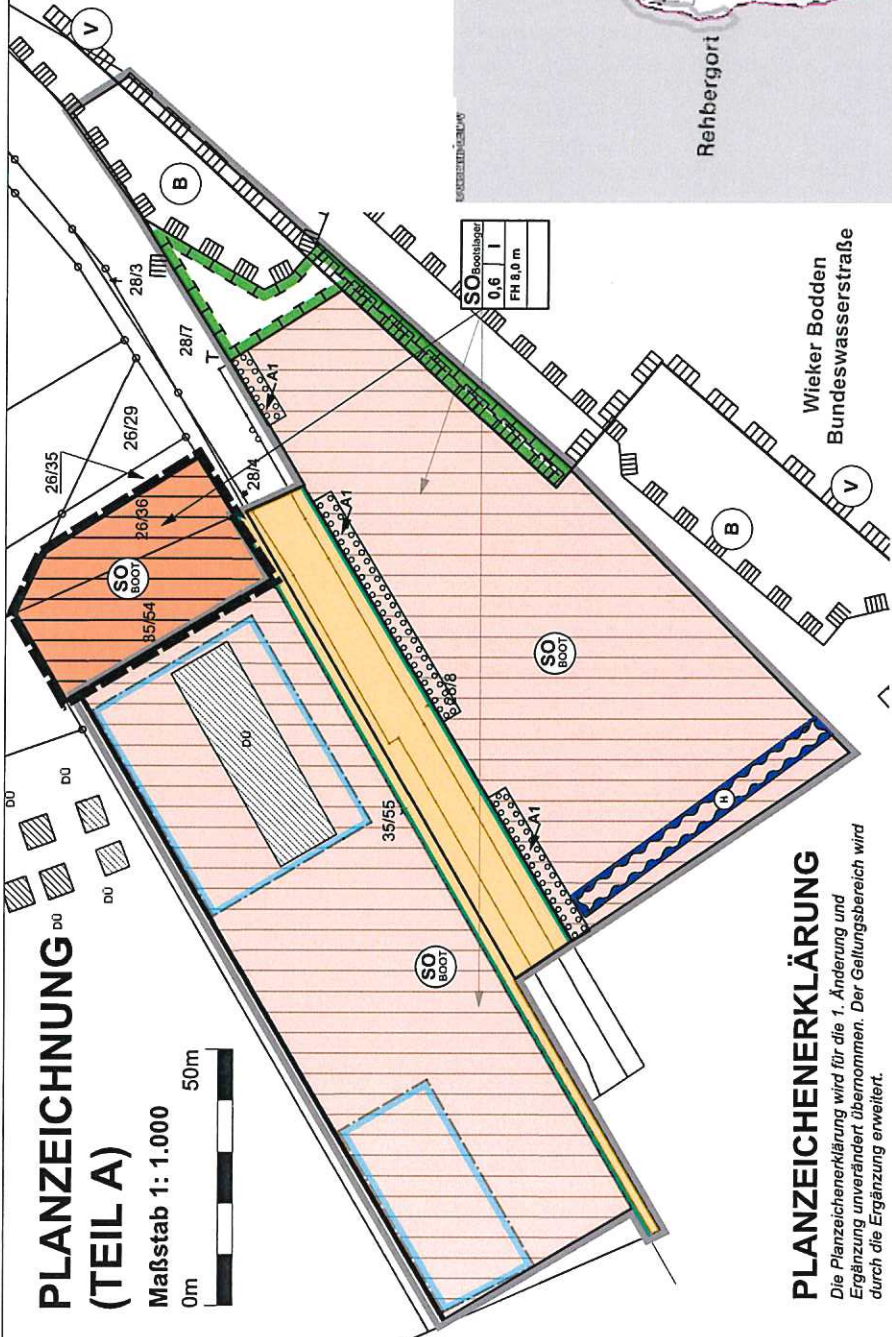 PLANZEICHNUNG
(TEIL A)
Maßstab 1: 1.000
0m
50m
DÜ
DÜ
DÜ
DÜ
DÜ
SO
BOOT
SO
BOOT
SO
BOOT
35/54
26/36
26/35
26/29
28/4
28/7
28/3
35/55
T
A1
A1
A1
B
V
B
V
H
SO Bootslager
0,6 I
FH 8,0 m
Rehbergort
Wieker Bodden
Bundeswasserstraße
PLANZEICHENERKLÄRUNG
Die Planzeichenerklärung wird für die 1. Änderung und
Ergänzung unverändert übernommen. Der Geltungsbereich wird
durch die Ergänzung erweitert.